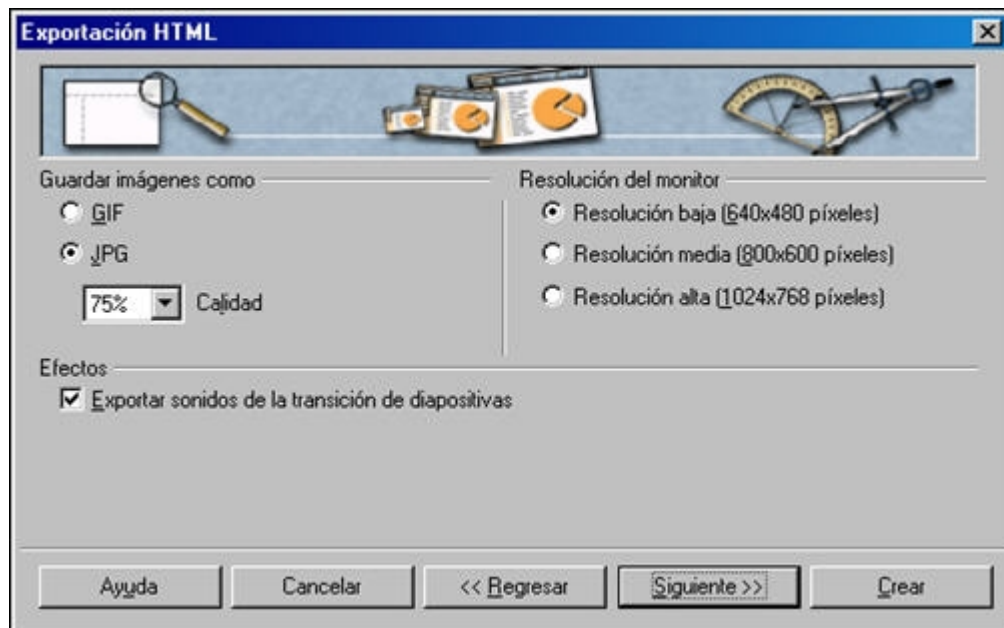 Exportación HTML
Guardar imágenes como
GIF
JPG
75% Calidad
Resolución del monitor
Resolución baja (640x480 píxeles)
Resolución media (800x600 píxeles)
Resolución alta (1024x768 píxeles)
Efectos
Exportar sonidos de la transición de diapositivas
Ayuda
Cancelar
<< Regresar
Siguiente >>
Crear